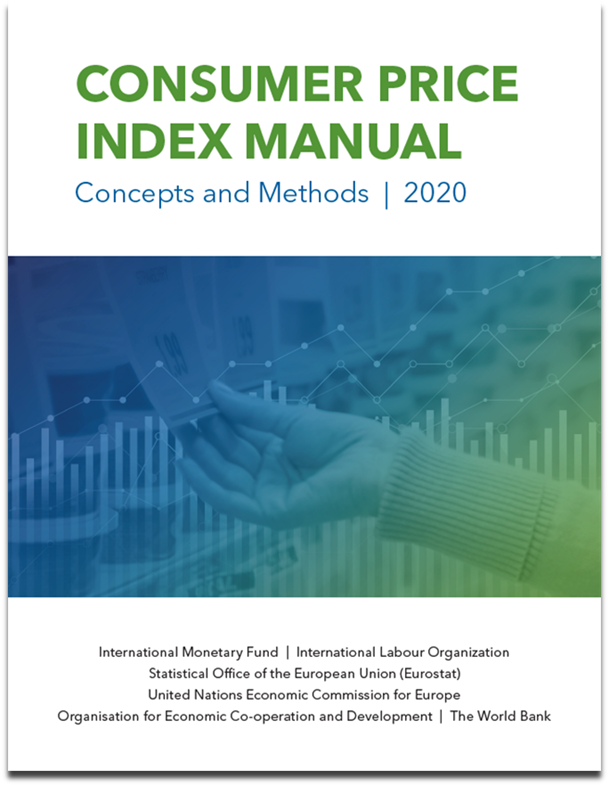 CONSUMER PRICE
INDEX MANUAL
Concepts and Methods | 2020
International Monetary Fund | International Labour Organization
Statistical Office of the European Union (Eurostat)
United Nations Economic Commission for Europe
Organisation for Economic Co-operation and Development | The World Bank